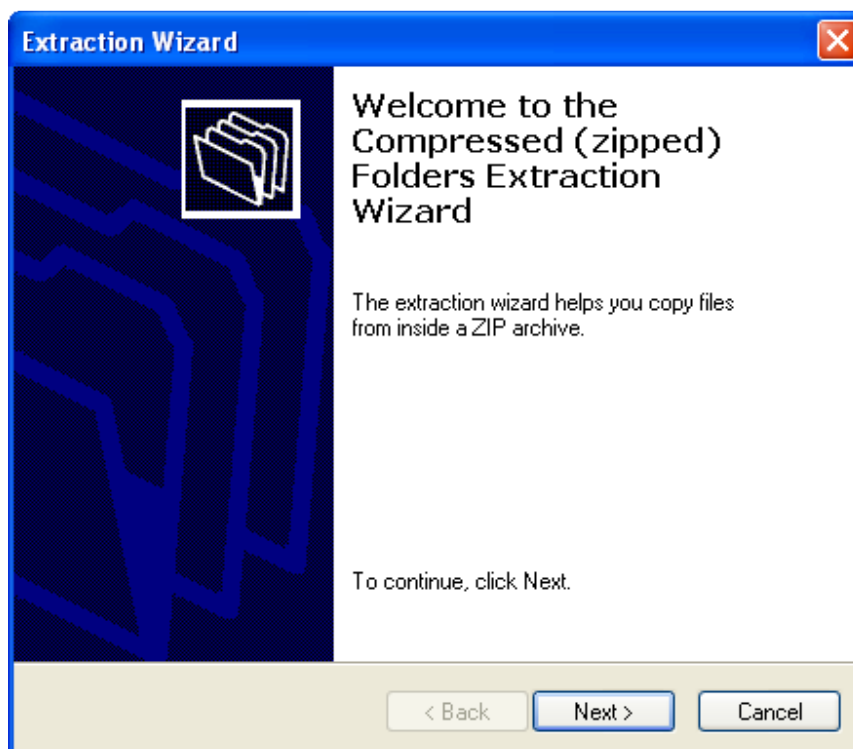 Extraction Wizard
Welcome to the
Compressed (zipped)
Folders Extraction
Wizard
The extraction wizard helps you copy files
from inside a ZIP archive.
To continue, click Next.
< Back Next > Cancel